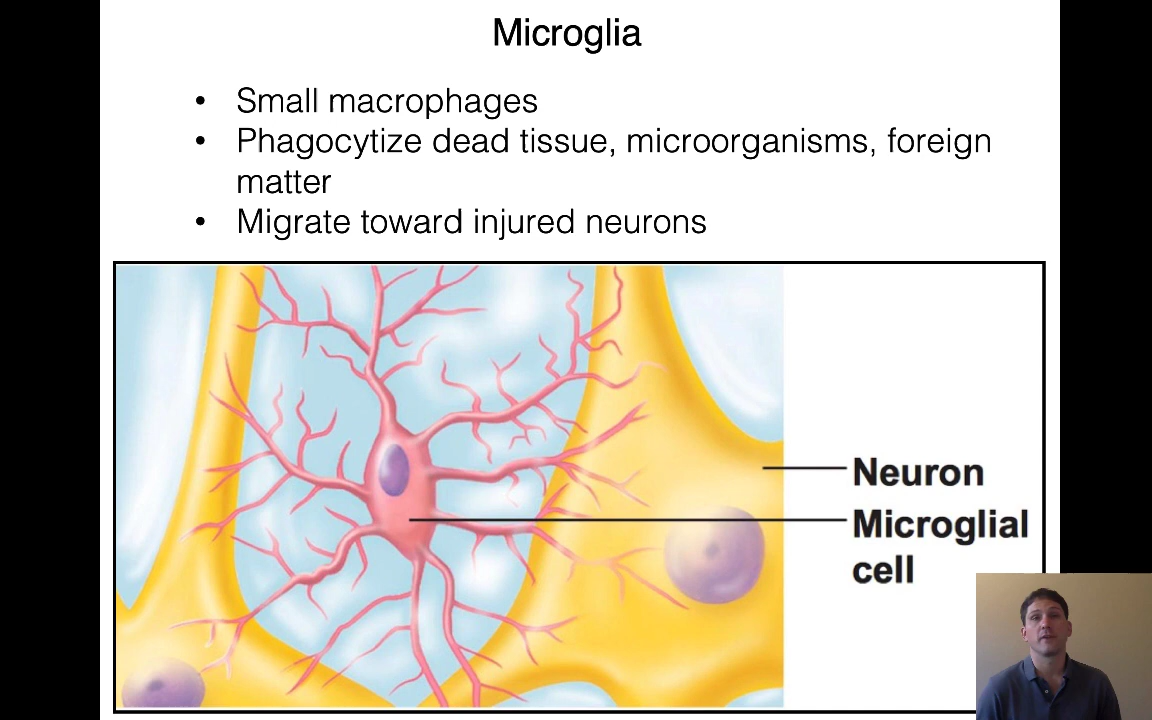 Microglia
• Small macrophages
• Phagocytize dead tissue, microorganisms, foreign
matter
• Migrate toward injured neurons
Neuron
Microglial
cell